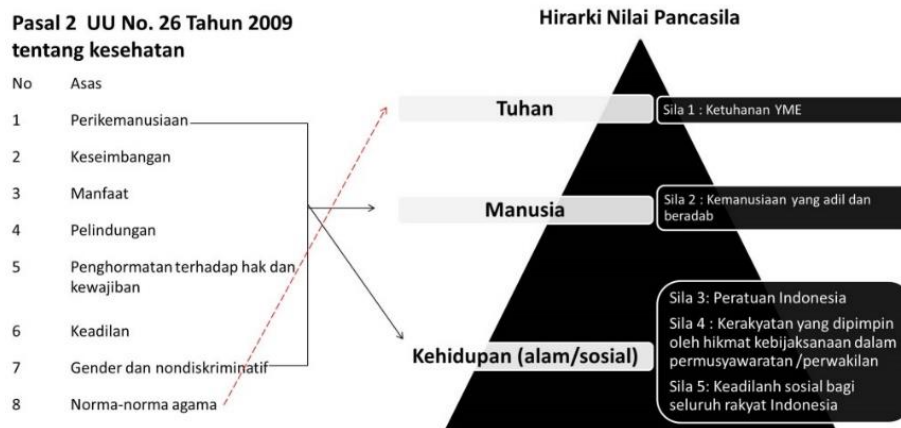 Pasal 2 UU No. 26 Tahun 2009
tentang kesehatan
No Asas
1 Perikemanusiaan
2 Keseimbangan
3 Manfaat
4 Pelindungan
5 Penghormatan terhadap hak dan
kewajiban
6 Keadilan
7 Gender dan nondiskriminatif
8 Norma-norma agama
Hirarki Nilai Pancasila
Tuhan
Sila 1 : Ketuhanan YME
Manusia
Sila 2 : Kemanusiaan yang adil dan
beradab
Kehidupan (alam/sosial)
Sila 3: Peratuan Indonesia
Sila 4 : Kerakyatan yang dipimpin
oleh hikmat kebijaksanaan dalam
permusyawaratan /perwakilan
Sila 5: Keadilanh sosial bagi
seluruh rakyat Indonesia